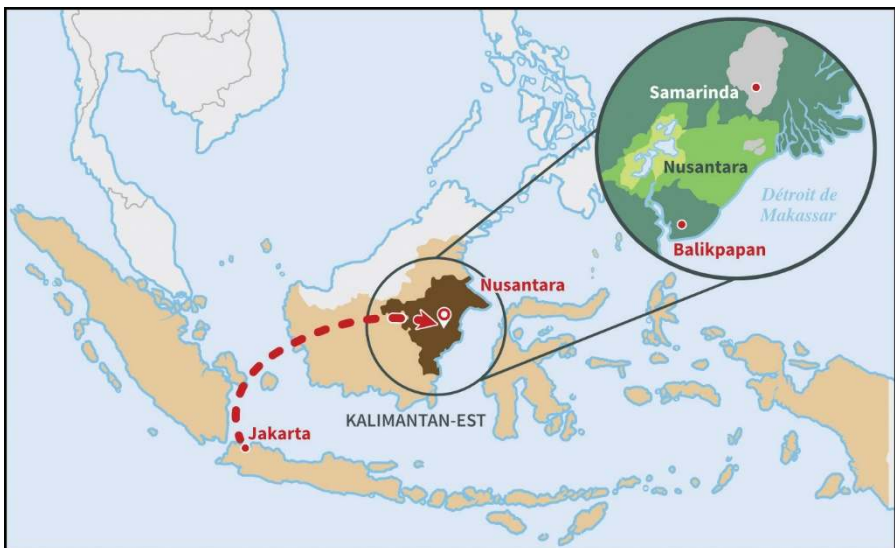 Samarinda
Nusantara
Détroit de
Makassar
Balikpapan
Nusantara
KALIMANTAN-EST
Jakarta